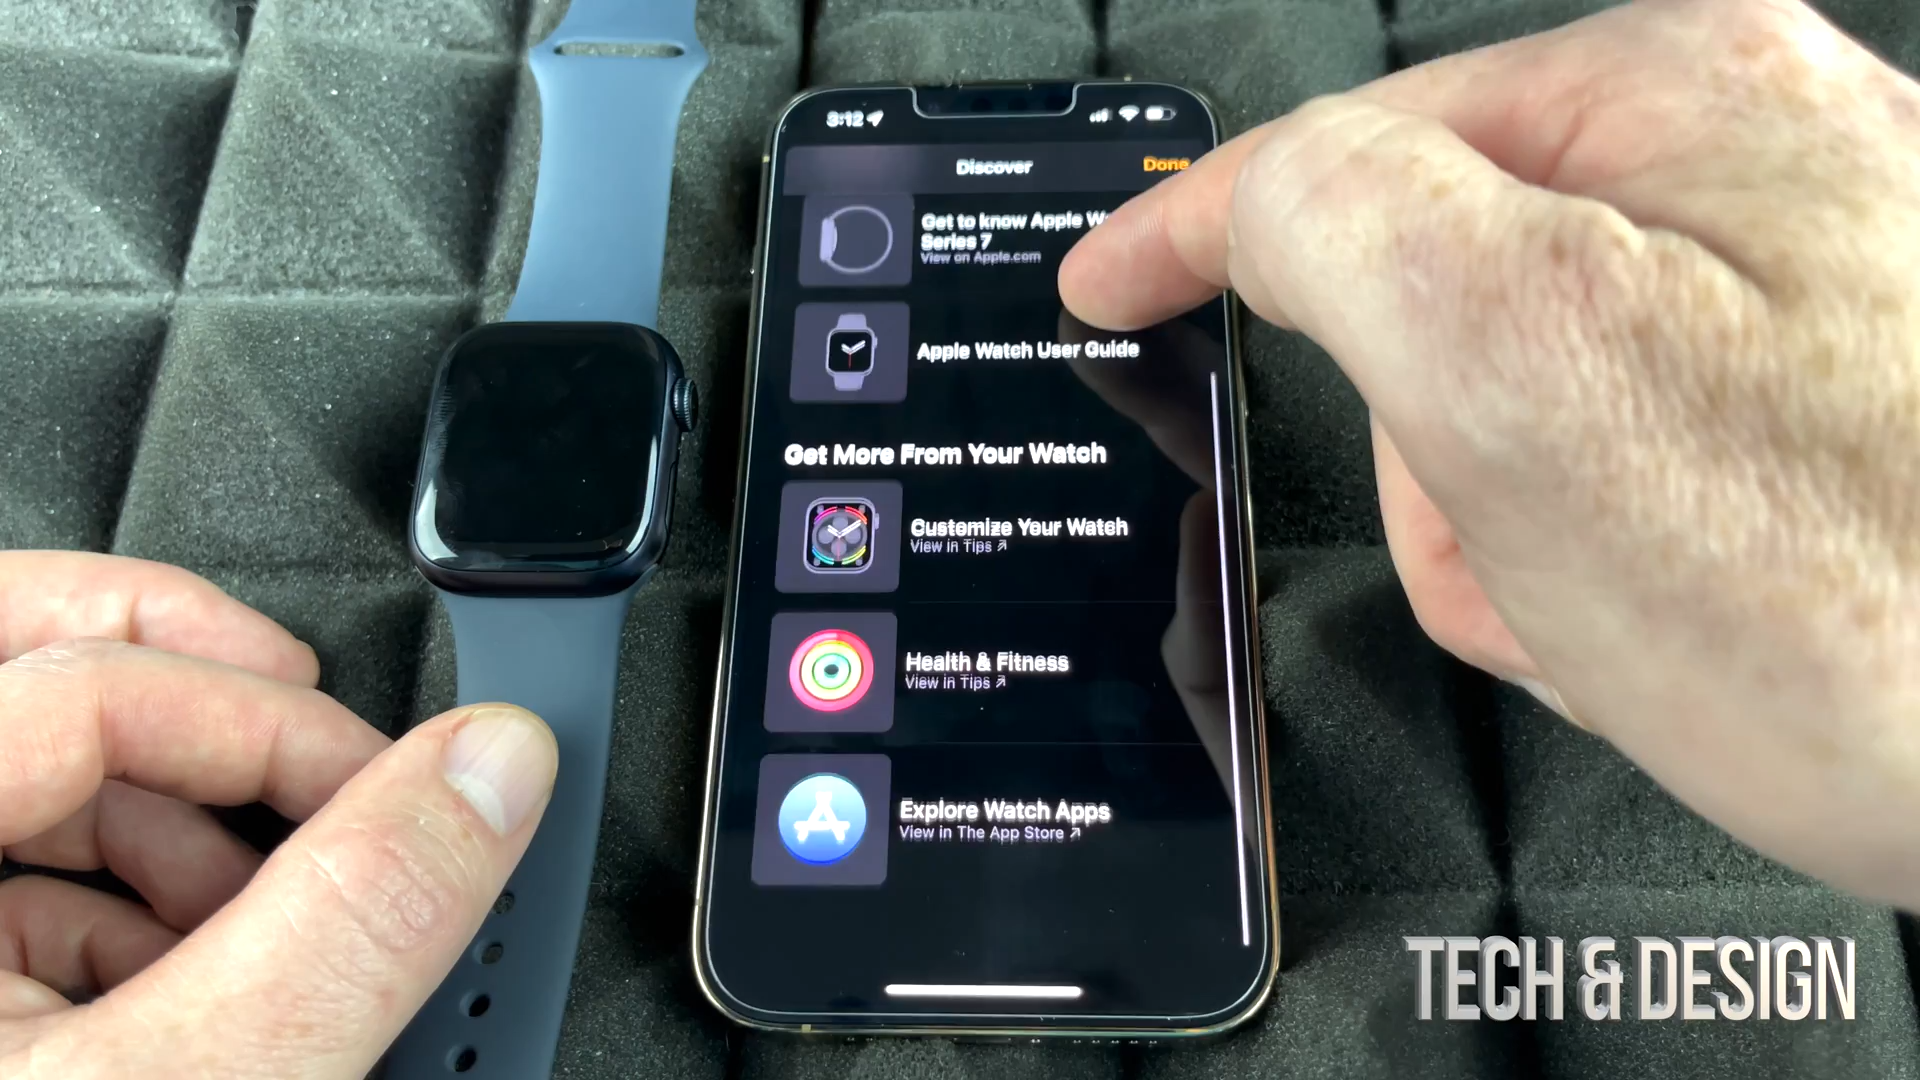 3:12
Discover
Done
Get to know Apple
Series 7
View on Apple.com
Apple Watch User Guide
Get More From Your Watch
Customize Your Watch
View in Tips ↗
Health & Fitness
View in Tips ↗
Explore Watch Apps
View in The App Store ↗
TECH & DESIGN